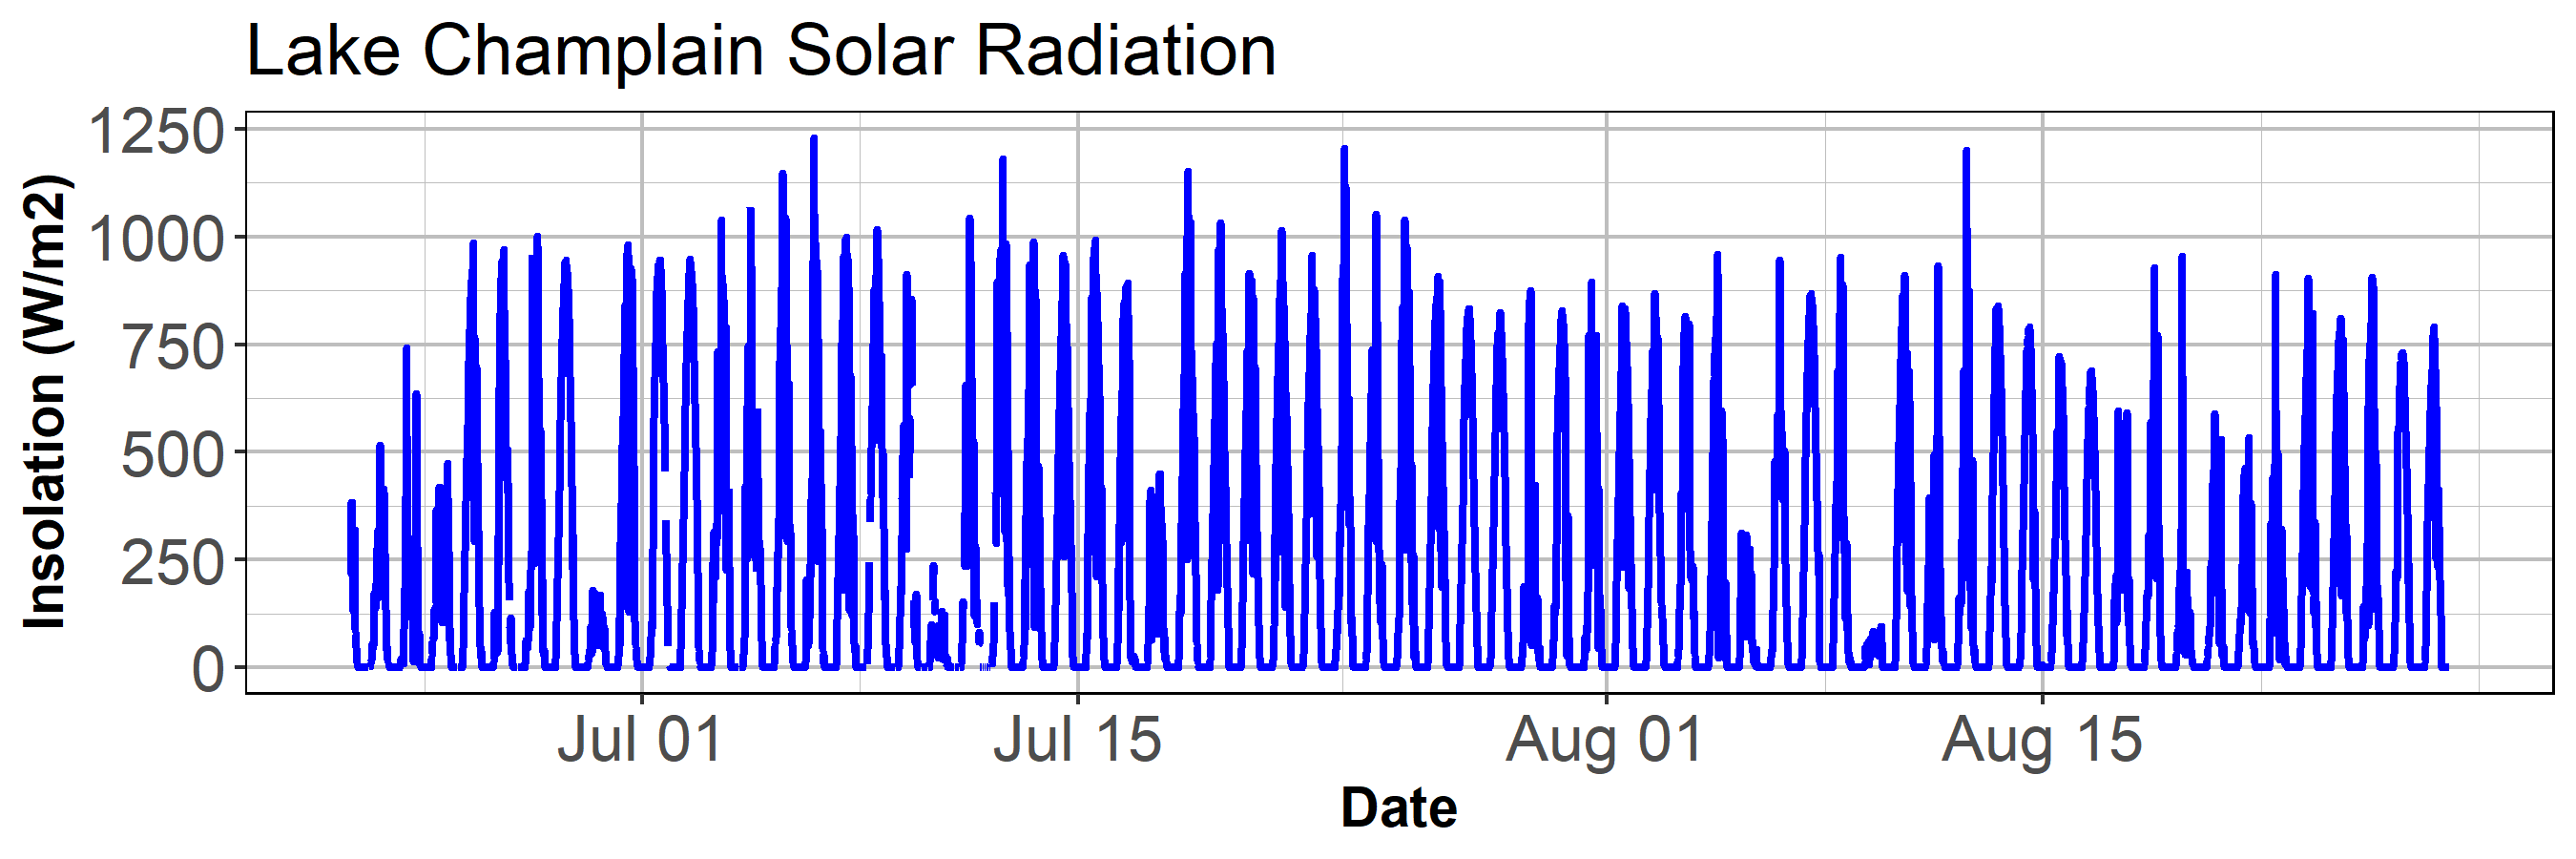 Lake Champlain Solar Radiation
1250
1000
750
500
250
0
Insolation (W/m2)
Jul 01
Jul 15
Aug 01
Aug 15
Date